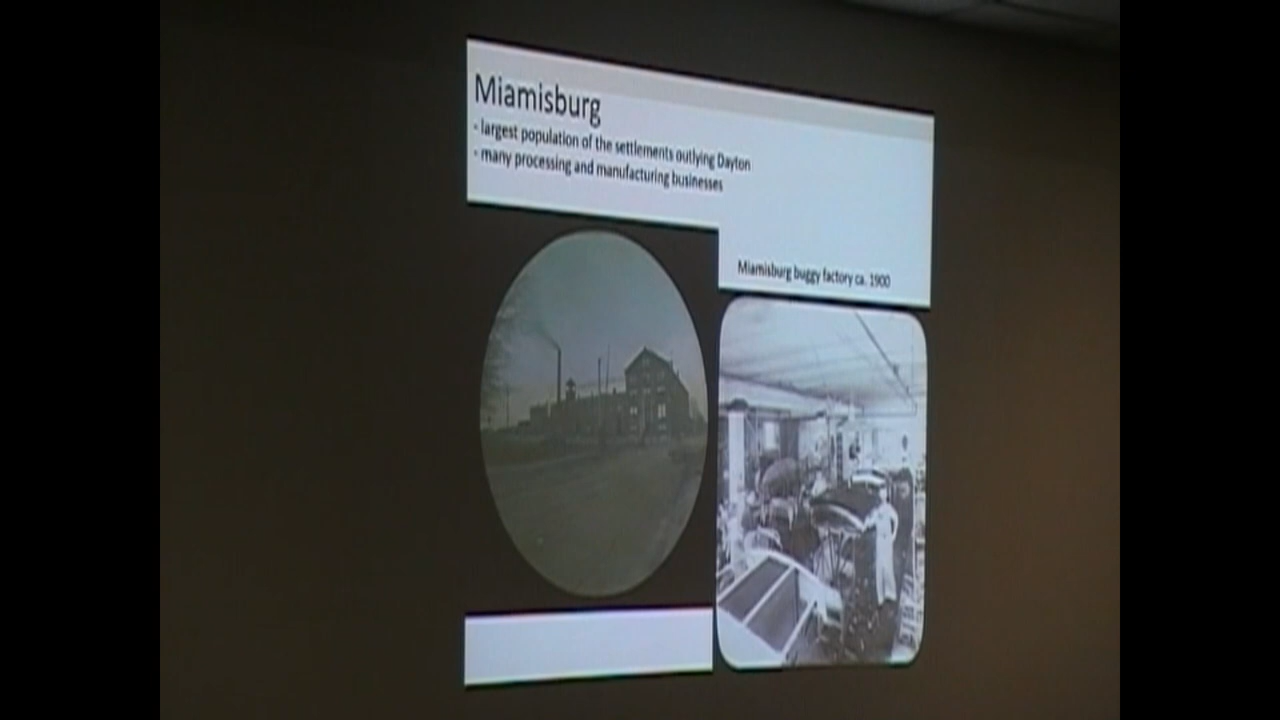 Miamisburg
- largest population of the settlements outlying Dayton
- many processing and manufacturing businesses
Miamisburg buggy factory ca. 1900